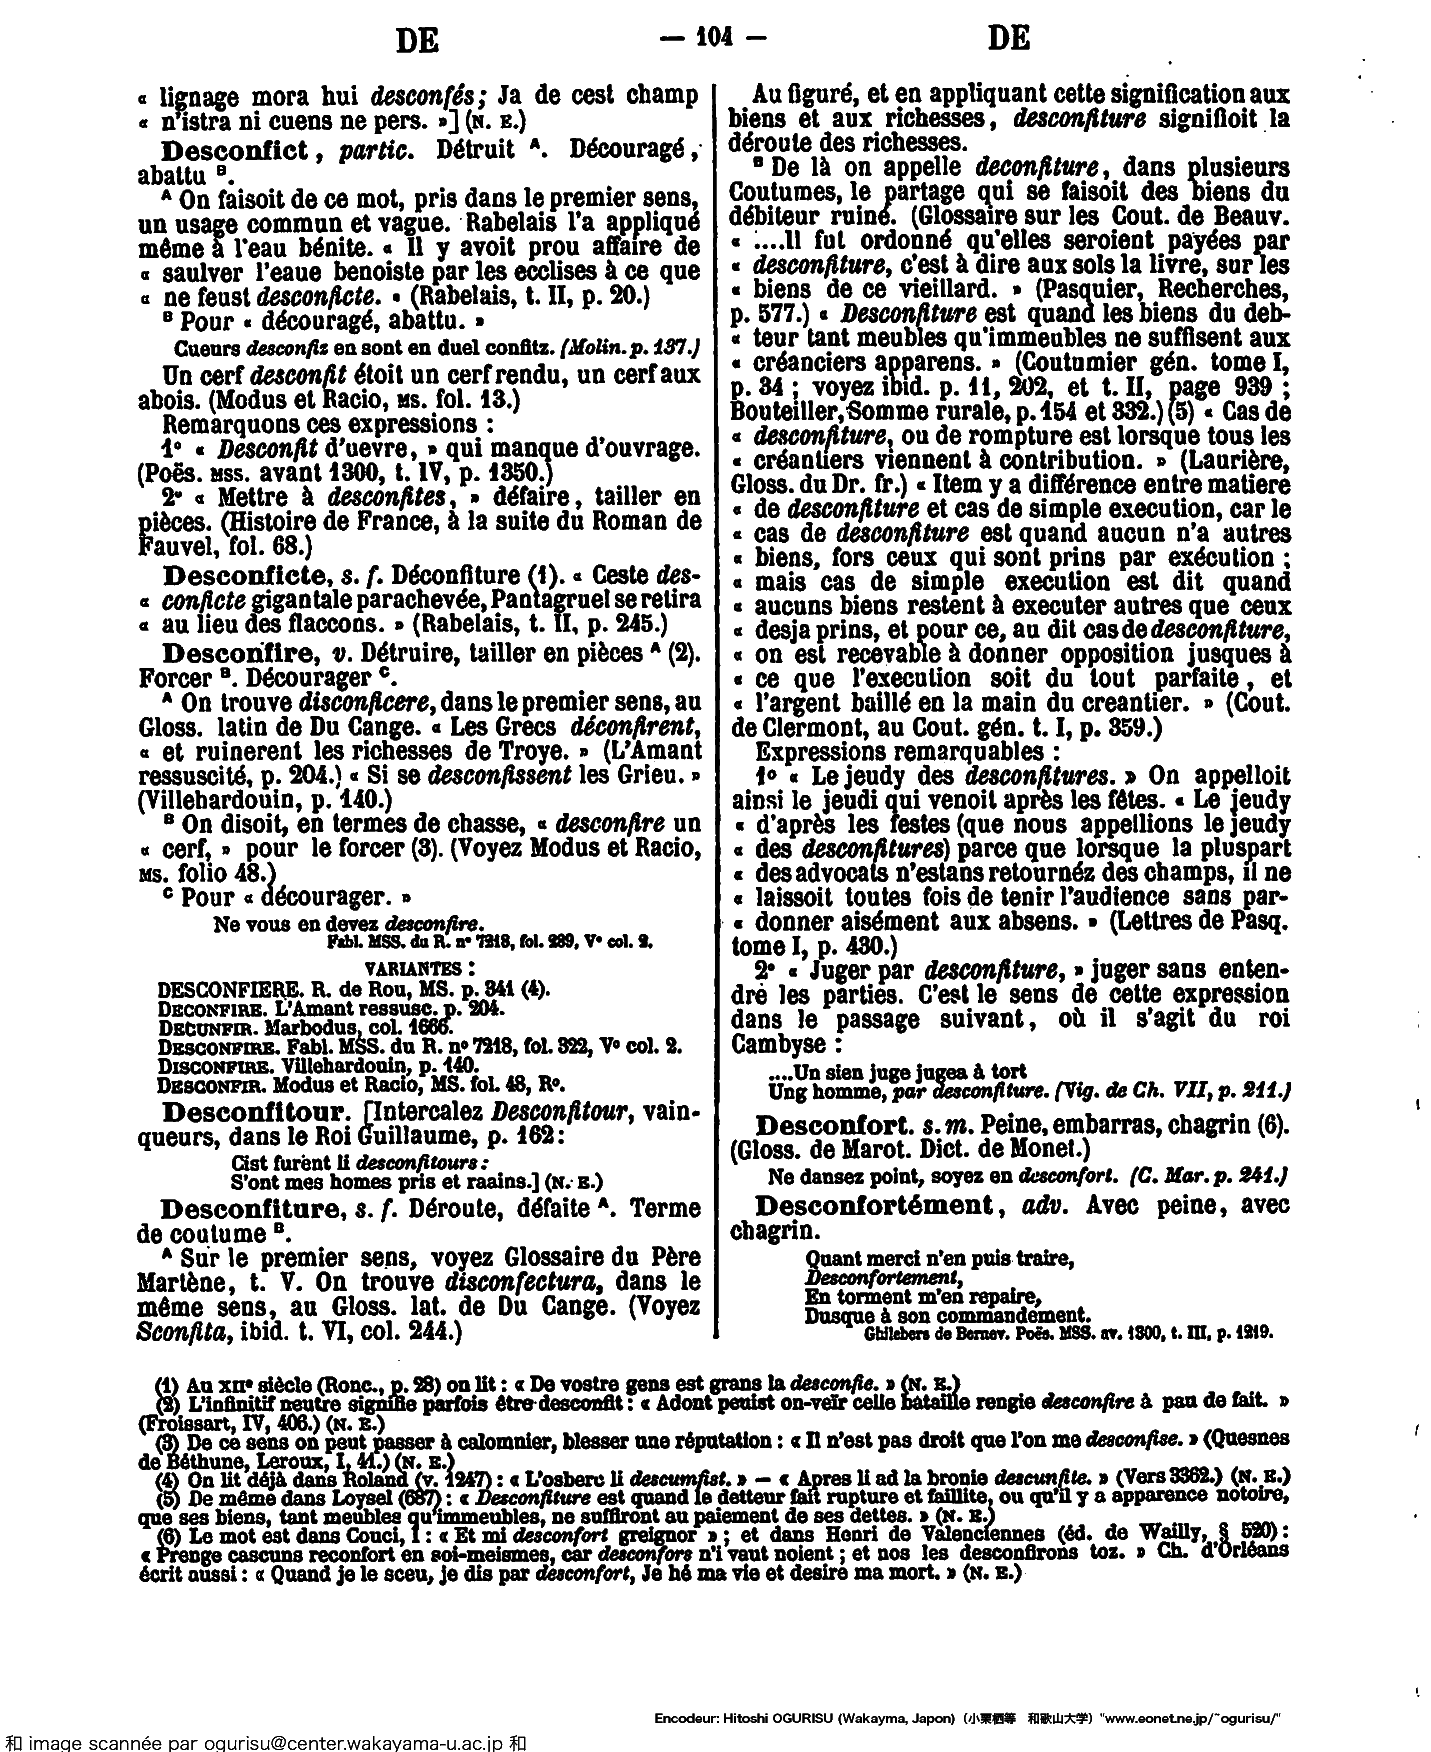 DE — 104 — DE
« lignage mora hui desconfés; Ja de cest champ
« n'istra ni cuens ne pers. »] (N. E.)
Desconfict, partic. Détruit A. Découragé,
abattu B.
A On faisoit de ce mot, pris dans le premier sens,
un usage commun et vague. Rabelais l'a appliqué
même à l'eau bénite. « Il y avoit prou affaire de
« saulver l'eaue benoiste par les ecclises à ce que
« ne feust desconficte. » (Rabelais, t. II, p. 20.)
B Pour « découragé, abattu. »
Cueurs desconfiz en sont en duel confitz. (Molin. p. 137.)
Un cerf desconfit étoit un cerf rendu, un cerf aux
abois. (Modus et Racio, MS. fol. 13.)
Remarquons ces expressions :
1° « Desconfit d'uevre, » qui manque d'ouvrage.
(Poës. MSS. avant 1300, t. IV, p. 1350.)
2° « Mettre à desconfites, » défaire, tailler en
pièces. (Histoire de France, à la suite du Roman de
Fauvel, fol. 68.)
Desconficte, s. f. Déconfiture (1). « Ceste des-
« conficte gigantale parachevée, Pantagruel se retira
« au lieu des flaccons. » (Rabelais, t. II, p. 245.)
Desconfire, v. Détruire, tailler en pièces A (2).
Forcer B. Décourager C.
A On trouve disconficere, dans le premier sens, au
Gloss. latin de Du Cange. « Les Grecs déconfirent,
« et ruinerent les richesses de Troye. » (L'Amant
ressuscité, p. 204.) « Si se desconfissent les Grieu. »
(Villehardouin, p. 140.)
B On disoit, en termes de chasse, « desconfire un
« cerf, » pour le forcer (3). (Voyez Modus et Racio,
MS. folio 48.)
C Pour « décourager. »
Ne vous en devez desconfire.
Fabl. MSS. du R. n° 7218, fol. 289, V° col. 2.
VARIANTES :
DESCONFIERE. R. de Rou, MS. p. 341 (4).
DECONFIRE. L'Amant ressusc. p. 204.
DECUNFIR. Marbodus, col. 1666.
DESCONFIRE. Fabl. MSS. du R. n° 7218, fol. 322, V° col. 2.
DISCONFIRE. Villehardouin, p. 140.
DESCONFIR. Modus et Racio, MS. fol. 48, R°.
Desconfitour. [Intercalez Desconfitour, vain-
queurs, dans le Roi Guillaume, p. 162:
Cist furent li desconfitours :
S'ont mes homes pris et raains.] (N. E.)
Desconfiture, s. f. Déroute, défaite A. Terme
de coutume B.
A Sur le premier sens, voyez Glossaire du Père
Martène, t. V. On trouve disconfectura, dans le
même sens, au Gloss. lat. de Du Cange. (Voyez
Sconfita, ibid. t. VI, col. 244.)
Au figuré, et en appliquant cette signification aux
biens et aux richesses, desconfiture signifioit la
déroute des richesses.
B De là on appelle deconfiture, dans plusieurs
Coutumes, le partage qui se faisoit des biens du
débiteur ruiné. (Glossaire sur les Cout. de Beauv.
« ....Il fut ordonné qu'elles seroient payées par
« desconfiture, c'est à dire aux sols la livre, sur les
« biens de ce vieillard. » (Pasquier, Recherches,
p. 577.) « Desconfiture est quand les biens du deb-
« teur tant meubles qu'immeubles ne suffisent aux
« créanciers apparens. » (Coutumier gén. tome I,
p. 34 ; voyez ibid. p. 11, 202, et t. II, page 939 ;
Bouteiller, Somme rurale, p. 154 et 332.) (5) « Cas de
« desconfiture, ou de rompture est lorsque tous les
« créantiers viennent à contribution. » (Laurière,
Gloss. du Dr. fr.) « Item y a différence entre matiere
« de desconfiture et cas de simple execution, car le
« cas de desconfiture est quand aucun n'a autres
« biens, fors ceux qui sont prins par exécution ;
« mais cas de simple execution est dit quand
« aucuns biens restent à executer autres que ceux
« desja prins, et pour ce, au dit cas de desconfiture,
« on est recevable à donner opposition jusques à
« ce que l'execution soit du tout parfaite, et
« l'argent baillé en la main du creantier. » (Cout.
de Clermont, au Cout. gén. t. I, p. 359.)
Expressions remarquables :
1° « Le jeudy des desconfitures. » On appelloit
ainsi le jeudi qui venoit après les fêtes. « Le jeudy
« d'après les festes (que nous appellions le jeudy
« des desconfitures) parce que lorsque la pluspart
« des advocats n'estans retournéz des champs, il ne
« laissoit toutes fois de tenir l'audience sans par-
« donner aisément aux absens. » (Lettres de Pasq.
tome I, p. 430.)
2° « Juger par desconfiture, » juger sans enten-
dre les parties. C'est le sens de cette expression
dans le passage suivant, où il s'agit du roi
Cambyse :
....Un sien juge jugea à tort
Ung homme, par desconfiture. (Vig. de Ch. VII, p. 211.)
Desconfort. s. m. Peine, embarras, chagrin (6).
(Gloss. de Marot. Dict. de Monet.)
Ne dansez point, soyez en desconfort. (C. Mar. p. 241.)
Desconfortément, adv. Avec peine, avec
chagrin.
Quant merci n'en puis traire,
Desconfortement,
En torment m'en repaire,
Dusque à son commandement.
Ghilebers de Bernev. Poës. MSS. av. 1300, t. III, p. 1219.
(1) Au XIIe siècle (Ronc., p. 28) on lit : « De vostre gens est grans la desconfie. » (N. E.)
(2) L'infinitif neutre signifie parfois être desconfit : « Adont peuist on-veïr celle bataille rengie desconfire à pau de fait. »
(Froissart, IV, 406.) (N. E.)
(3) De ce sens on peut passer à calomnier, blesser une réputation : « Il n'est pas droit que l'on me desconfise. » (Quesnes
de Béthune, Leroux, I, 41.) (N. E.)
(4) On lit déjà dans Roland (v. 1247) : « L'osberc li descumfist. » — « Apres li ad la bronie descunfite. » (Vers 3362.) (N. E.)
(5) De même dans Loysel (687) : « Desconfiture est quand le detteur fait rupture et faillite, ou qu'il y a apparence notoire,
que ses biens, tant meubles qu'immeubles, ne suffiront au paiement de ses dettes. » (N. E.)
(6) Le mot est dans Couci, I : « Et mi desconfort greignor » ; et dans Henri de Valenciennes (éd. de Wailly, § 520) :
« Prenge cascuns reconfort en soi-meismes, car desconfors n'i vaut noient ; et nos les desconfirons toz. » Ch. d'Orléans
écrit aussi : « Quand je le sceu, je dis par desconfort, Je hé ma vie et desire ma mort. » (N. E.)
Encodeur: Hitoshi OGURISU (Wakayma, Japon) (小栗栖等 和歌山大学) "www.eonet.ne.jp/~ogurisu/"
和 image scannée par ogurisu@center.wakayama-u.ac.jp 和